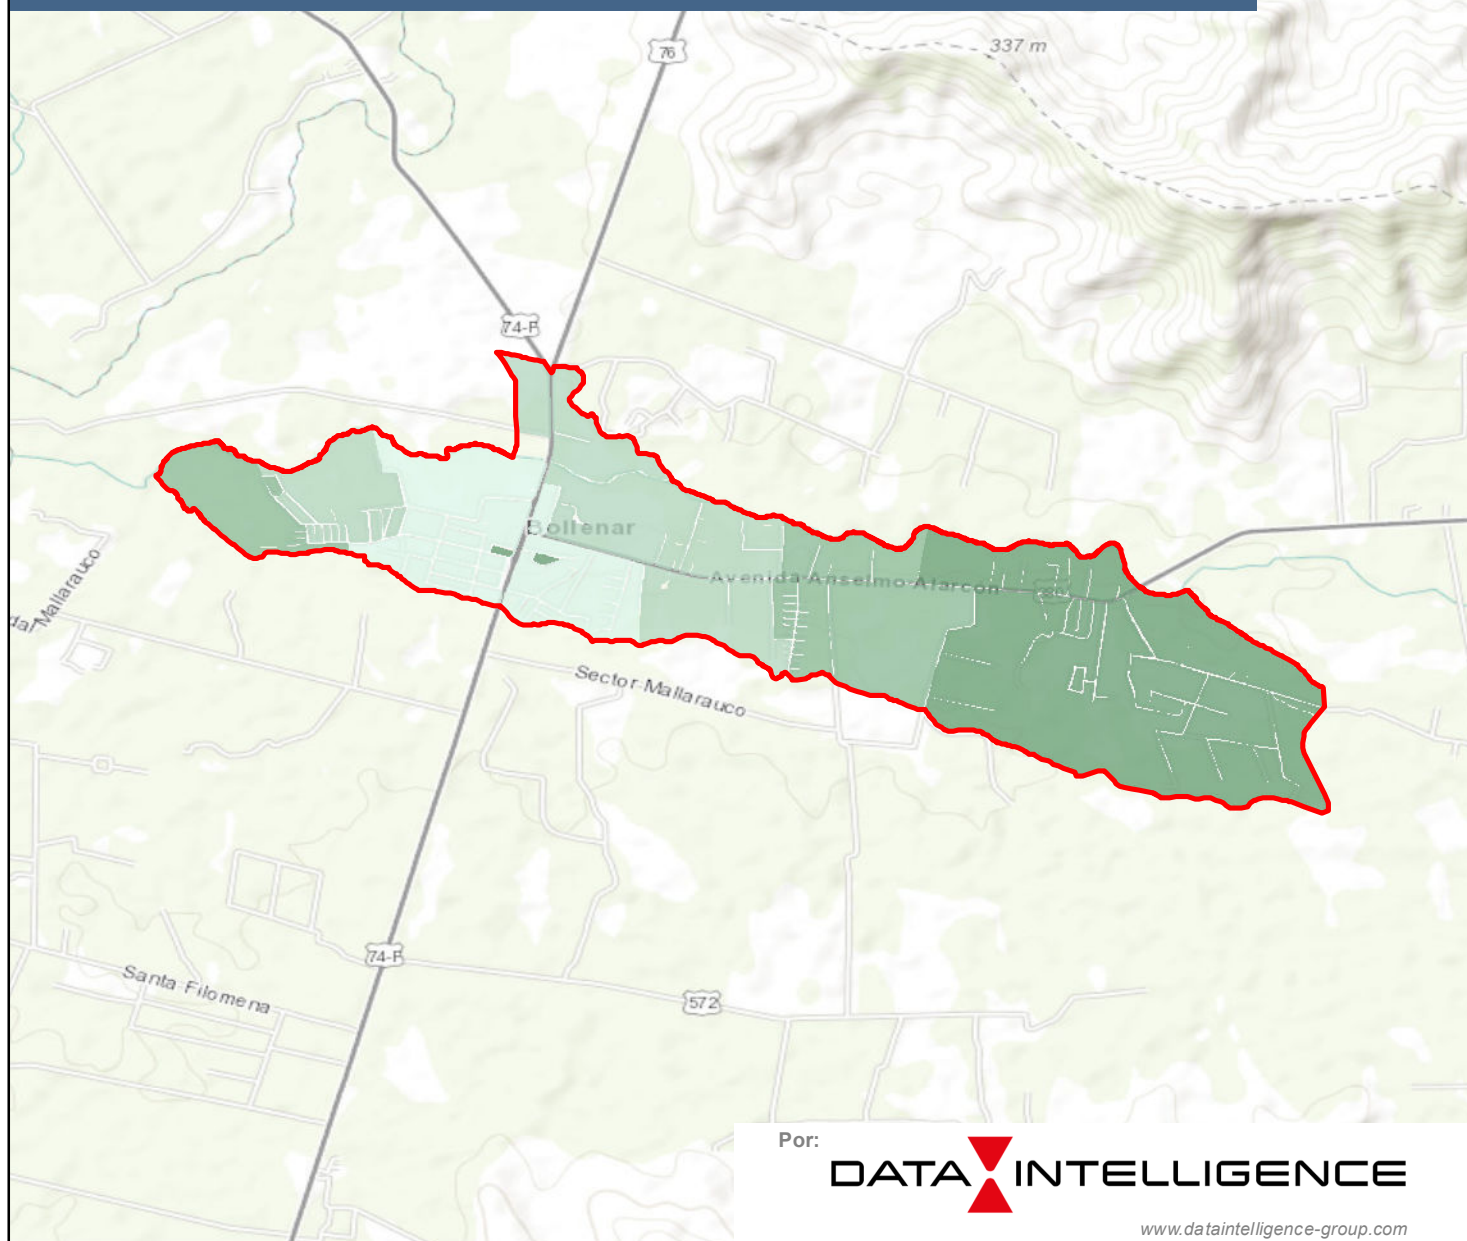 337 m
76
74-F
Bollenar
Avenida Anselmo Alarcón
Mallarauco
Sector Mallarauco
74-F
Santa Filomena
572
Por:
DATA INTELLIGENCE
www.dataintelligence-group.com